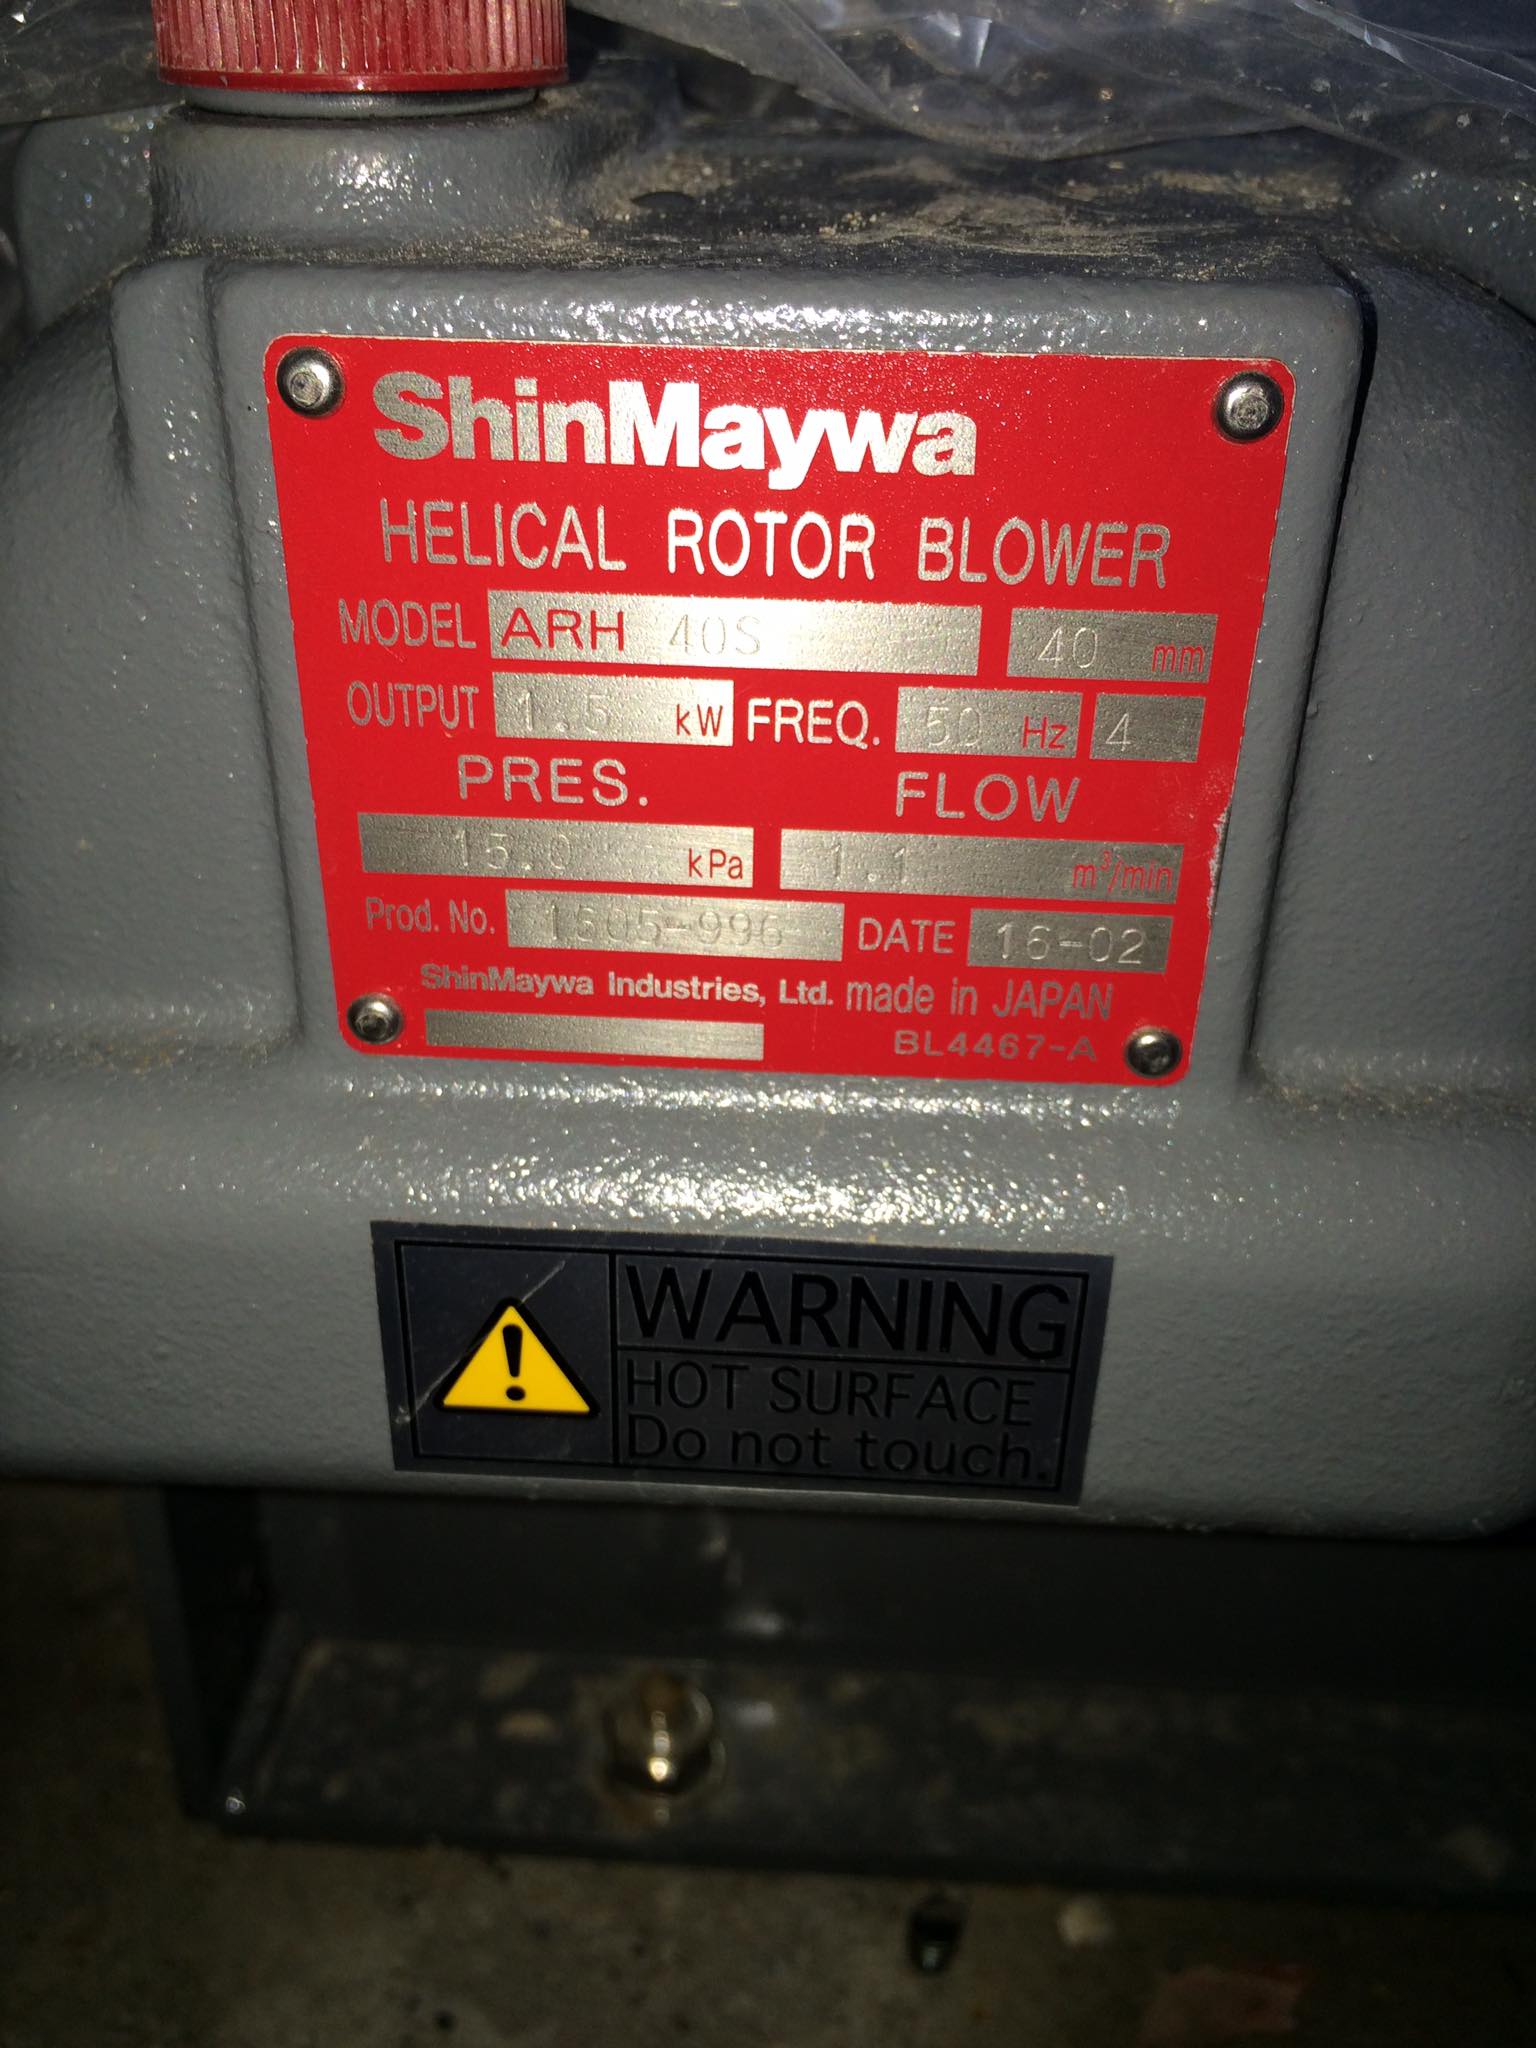 ShinMaywa
HELICAL ROTOR BLOWER
MODEL ARH 40S 40 mm
OUTPUT 1.5 kW FREQ. 50 Hz 4
PRES. FLOW
15.0 kPa 1.1 m³/min
Prod. No. 1505-996 DATE 16-02
ShinMaywa Industries, Ltd. made in JAPAN
BL4467-A
WARNING
HOT SURFACE
Do not touch.